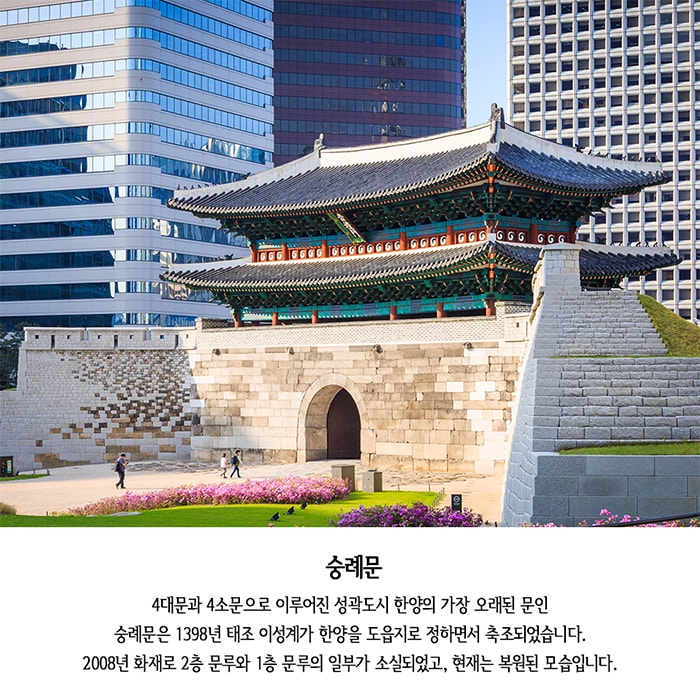 숭례문
4대문과 4소문으로 이루어진 성곽도시 한양의 가장 오래된 문인
숭례문은 1398년 태조 이성계가 한양을 도읍지로 정하면서 축조되었습니다.
2008년 화재로 2층 문루와 1층 문루의 일부가 소실되었고, 현재는 복원된 모습입니다.